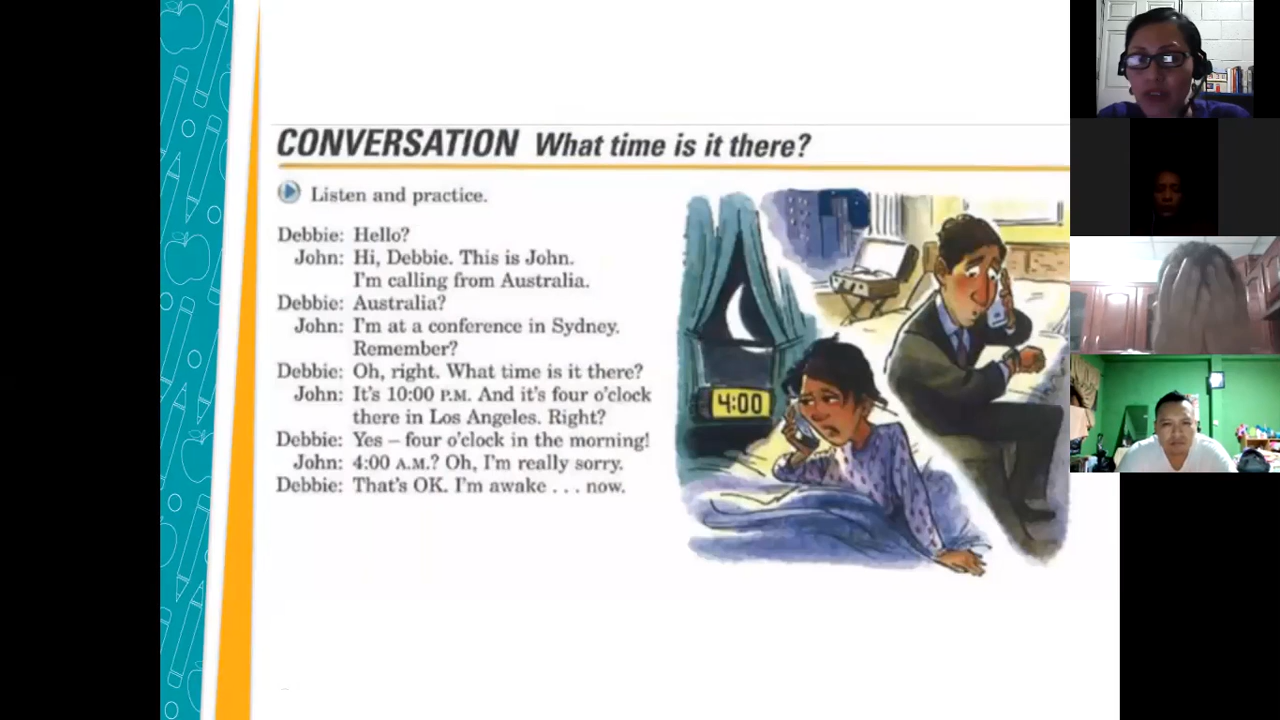 CONVERSATION What time is it there?
Listen and practice.
Debbie: Hello?
John: Hi, Debbie. This is John.
I'm calling from Australia.
Debbie: Australia?
John: I'm at a conference in Sydney.
Remember?
Debbie: Oh, right. What time is it there?
John: It's 10:00 P.M. And it's four o'clock
there in Los Angeles. Right?
Debbie: Yes – four o'clock in the morning!
John: 4:00 A.M.? Oh, I'm really sorry.
Debbie: That's OK. I'm awake . . . now.
4:00